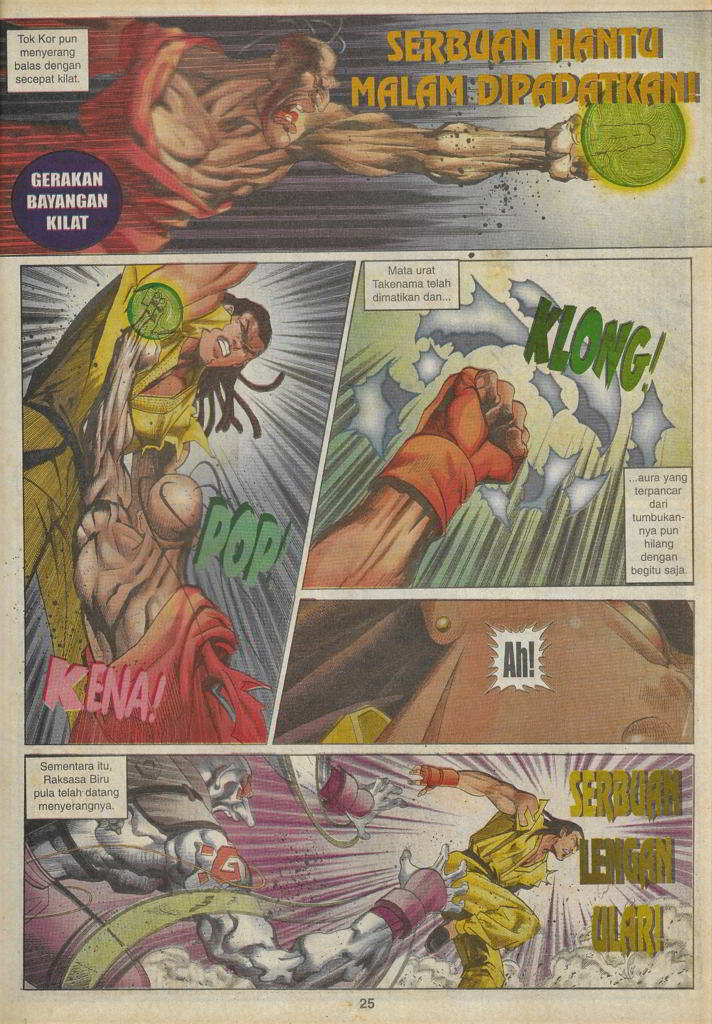 Tok Kor pun
menyerang
balas dengan
secepat kilat.
SERBUAN HANTU
MALAM DIPADATKAN!
GERAKAN
BAYANGAN
KILAT
POP!
KENA!
Mata urat
Takenama telah
dimatikan dan...
KLONG!
...aura yang
terpancar
dari
tumbukan-
nya pun
hilang
dengan
begitu saja.
Ah!
Sementara itu,
Raksasa Biru
pula telah datang
menyerangnya.
SERBUAN
LENGAN
ULAR!
25